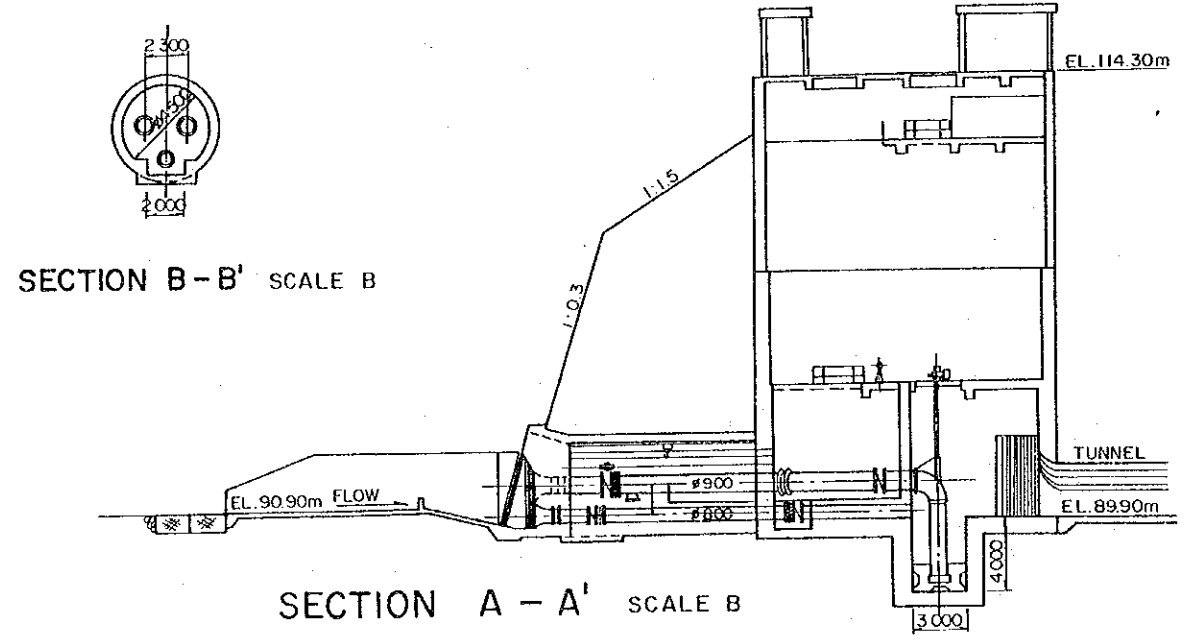 2 300
2 000
SECTION B-B' SCALE B
EL.114.30m
1:1.5
1:0.3
TUNNEL
ø900
EL.90.90m FLOW
EL.89.90m
ø800
4 000
3 000
SECTION A-A' SCALE B